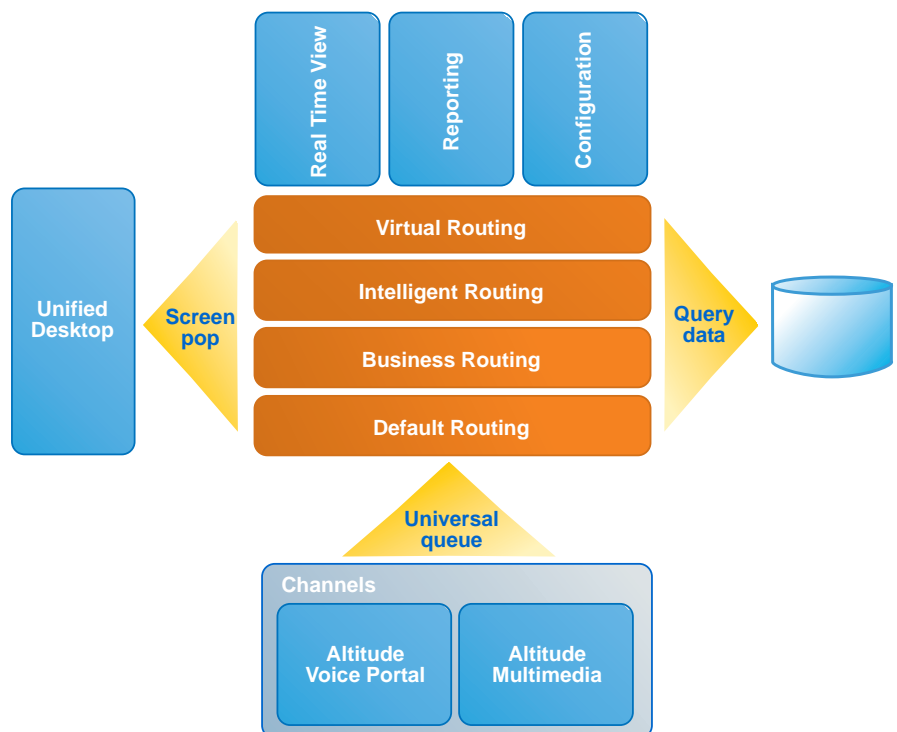 Real Time View
Reporting
Configuration
Virtual Routing
Intelligent Routing
Business Routing
Default Routing
Unified
Desktop
Screen
pop
Query
data
Universal
queue
Channels
Altitude
Voice Portal
Altitude
Multimedia